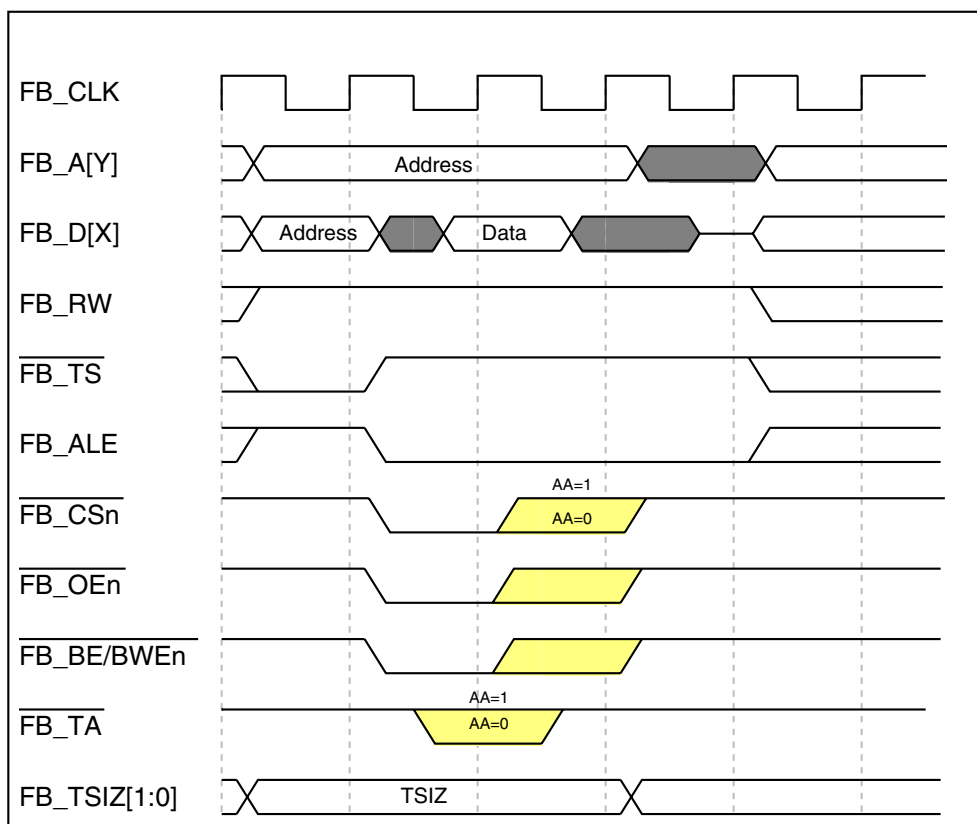 FB_CLK
FB_A[Y]
Address
FB_D[X]
Address
Data
FB_RW
FB_TS
FB_ALE
AA=1
FB_CSn
AA=0
FB_OEn
FB_BE/BWEn
AA=1
FB_TA
AA=0
FB_TSIZ[1:0]
TSIZ